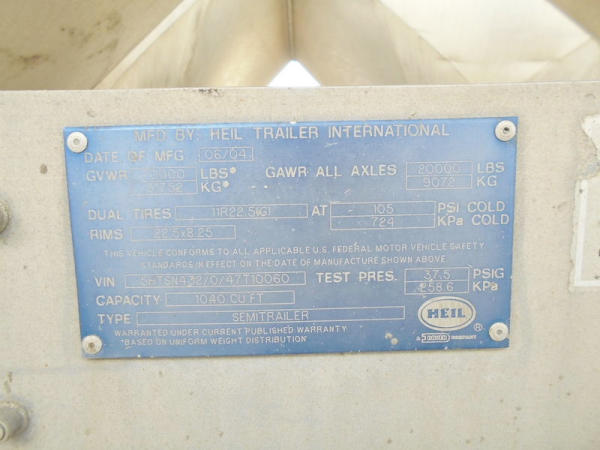 MFD BY: HEIL TRAILER INTERNATIONAL
DATE OF MFG 06/04
GVWR LBS* GAWR ALL AXLES 20000 LBS
KG* 9072 KG
DUAL TIRES 11R22.5(G) AT 105 PSI COLD
724 KPa COLD
RIMS 22.5x8.25
THIS VEHICLE CONFORMS TO ALL APPLICABLE U.S. FEDERAL MOTOR VEHICLE SAFETY
STANDARDS IN EFFECT ON THE DATE OF MANUFACTURE SHOWN ABOVE
VIN TEST PRES. 37.5 PSIG
258.6 KPa
CAPACITY 1040 CU FT
TYPE SEMITRAILER
HEIL ®
WARRANTED UNDER CURRENT PUBLISHED WARRANTY
*BASED ON UNIFORM WEIGHT DISTRIBUTION
A COMPANY